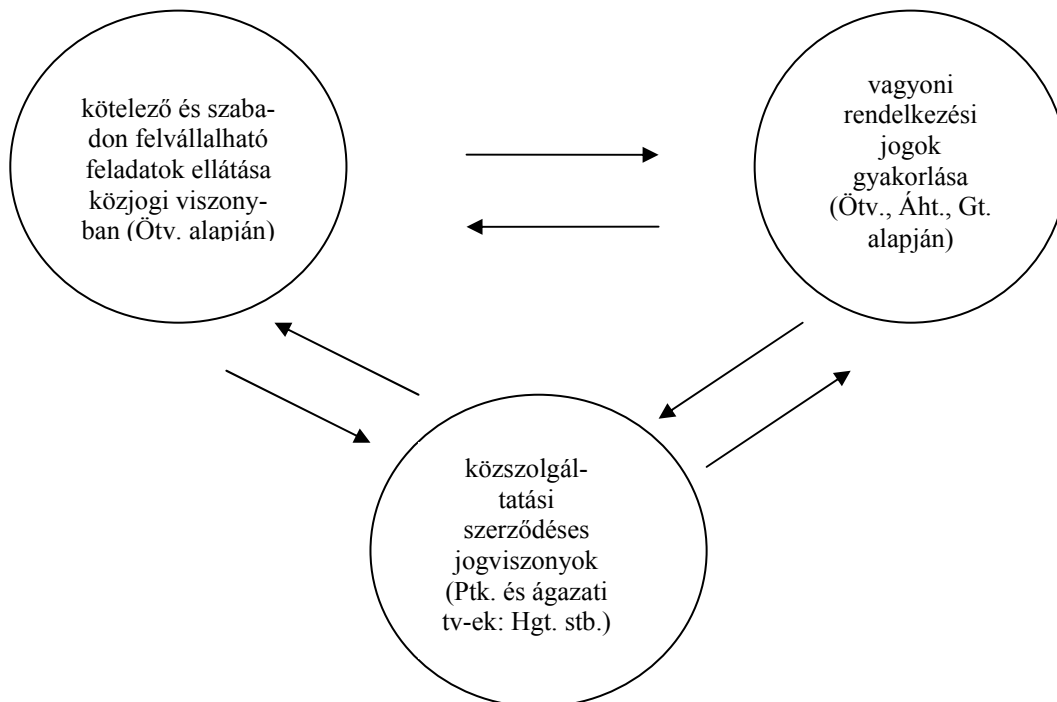 kötelező és szaba-
don felvállalható
feladatok ellátása
közjogi viszony-
ban (Ötv. alapján)
vagyoni
rendelkezési
jogok
gyakorlása
(Ötv., Áht., Gt.
alapján)
közszolgál-
tatási
szerződéses
jogviszonyok
(Ptk. és ágazati
tv-ek: Hgt. stb.)